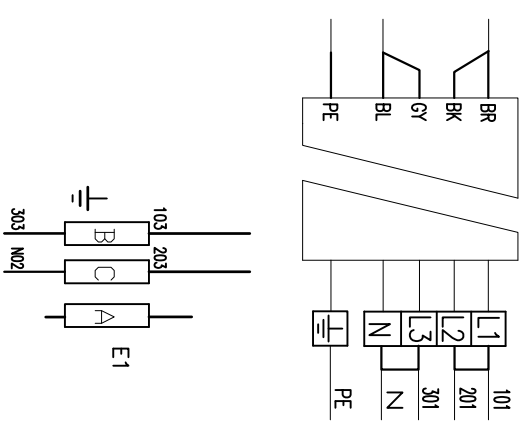 PE BL GY BK BR
303 B 103
N02 C 203
A
E1
N L3 L2 L1
PE N 301 201 101